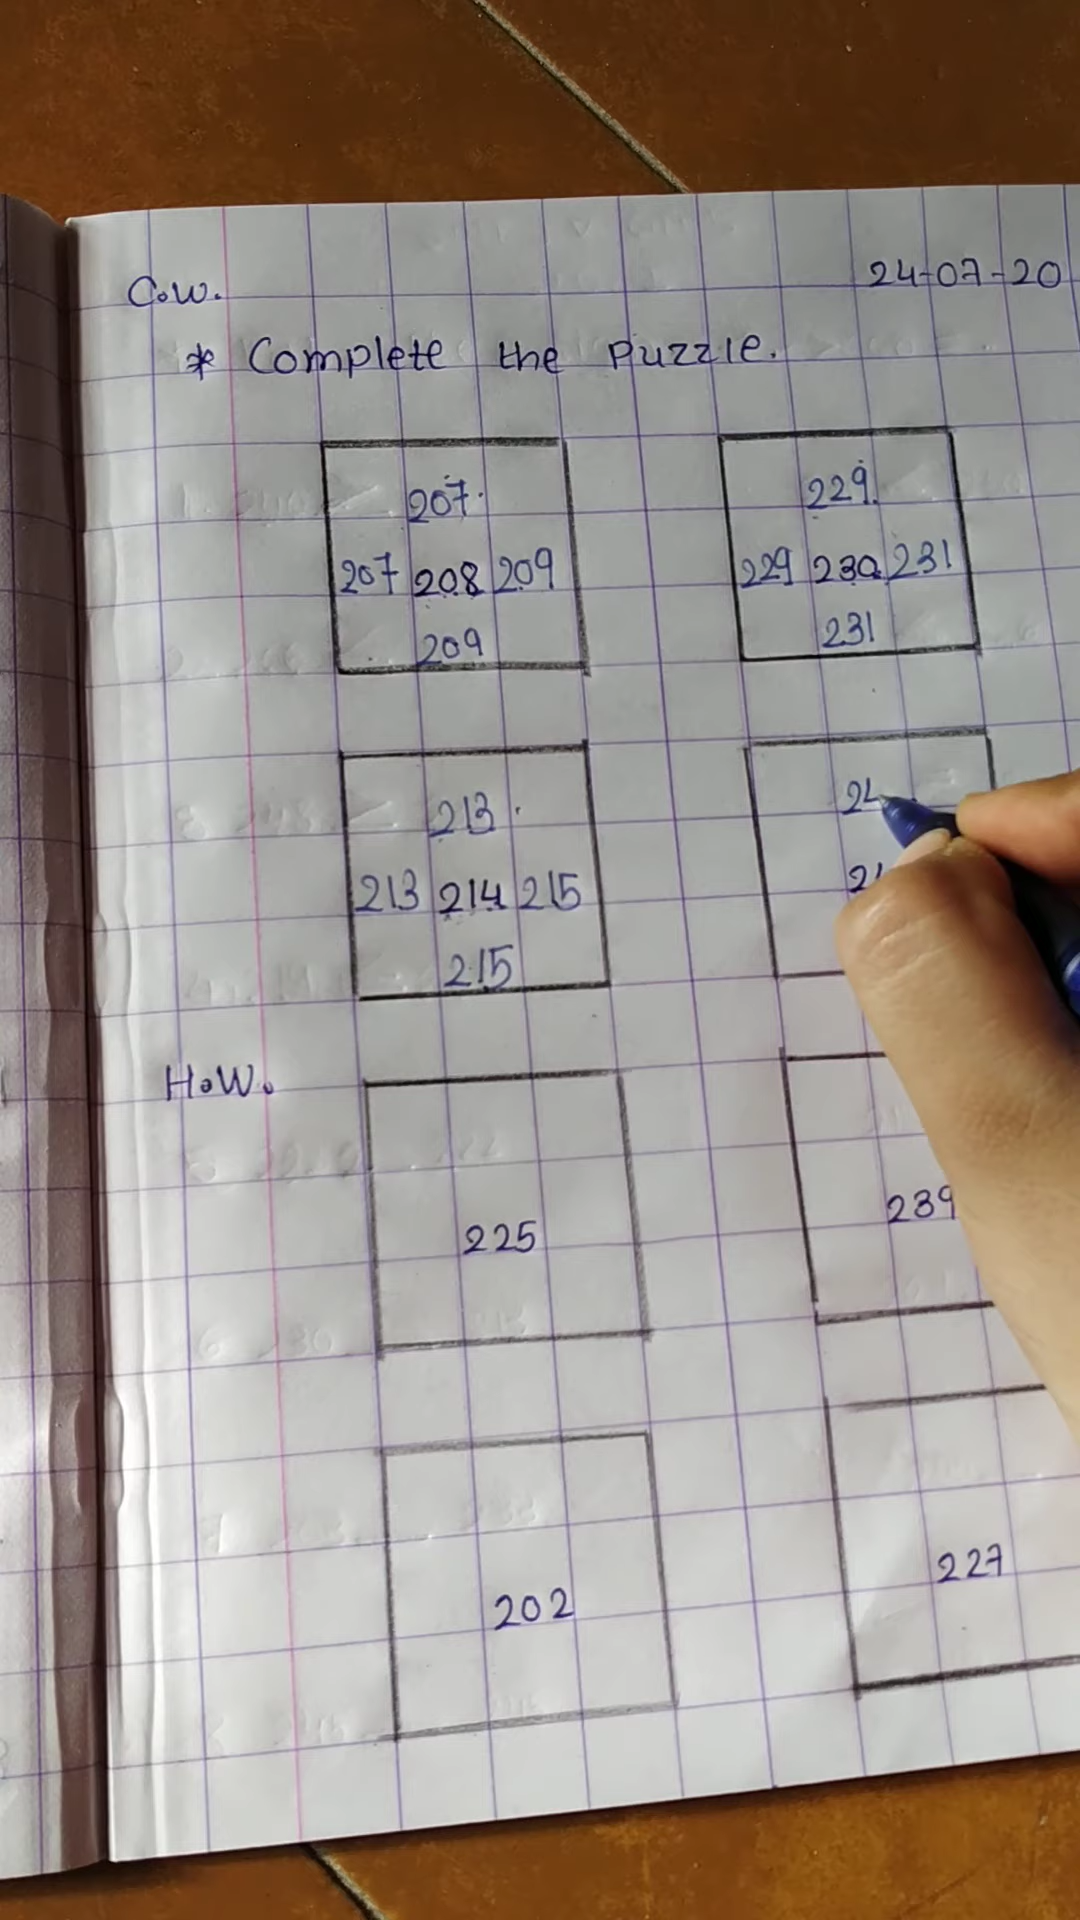 C.W. 24-07-20
* Complete the Puzzle.
207 229
207 208 209 229 230 231
209 231
213
213 214 215
215
H.W.
225 239
202 227